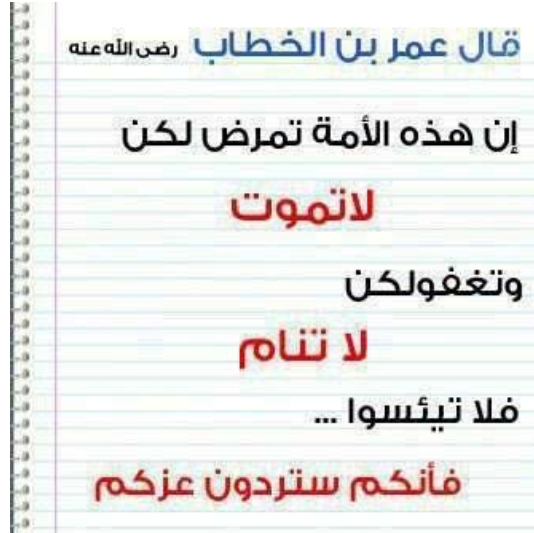 قال عمر بن الخطاب رضى الله عنه
إن هذه الأمة تمرض لكن
لاتموت
وتغفولكن
لا تنام
فلا تيئسوا ...
فأنكم ستردون عزكم